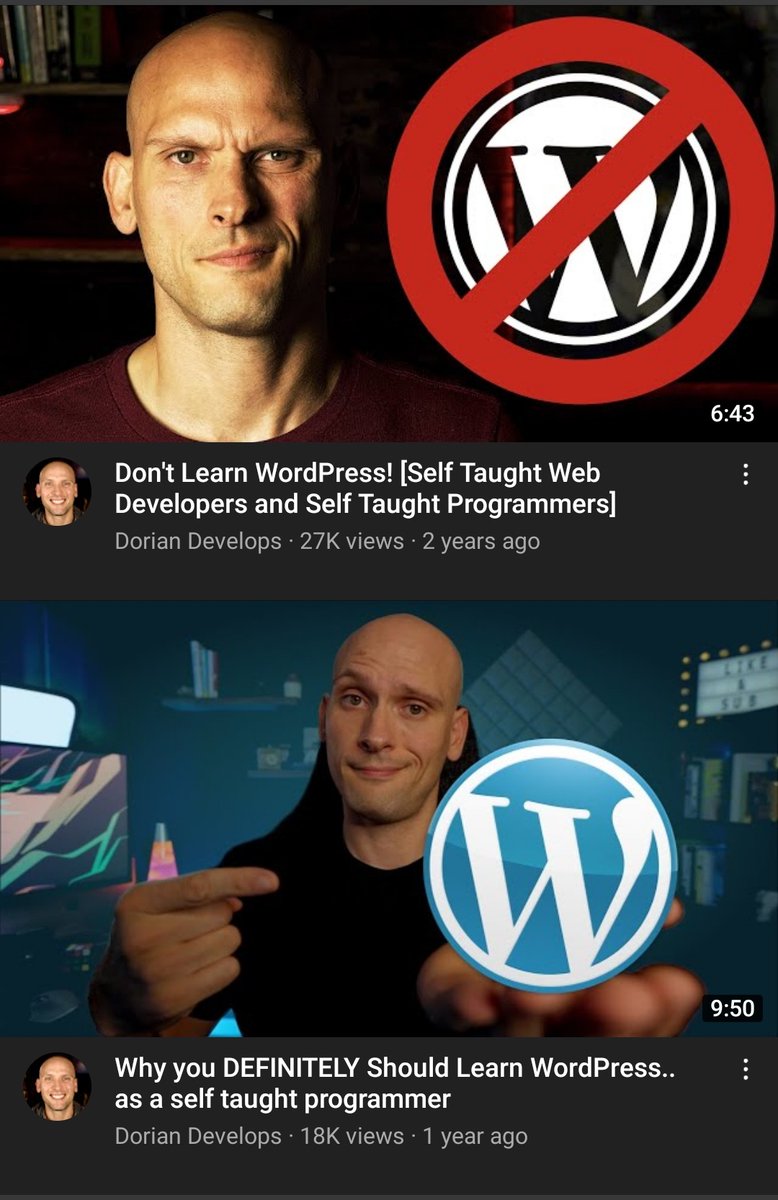 6:43
Don't Learn WordPress! [Self Taught Web
Developers and Self Taught Programmers]
Dorian Develops · 27K views · 2 years ago
LIKE
&
SUB
9:50
Why you DEFINITELY Should Learn WordPress..
as a self taught programmer
Dorian Develops · 18K views · 1 year ago